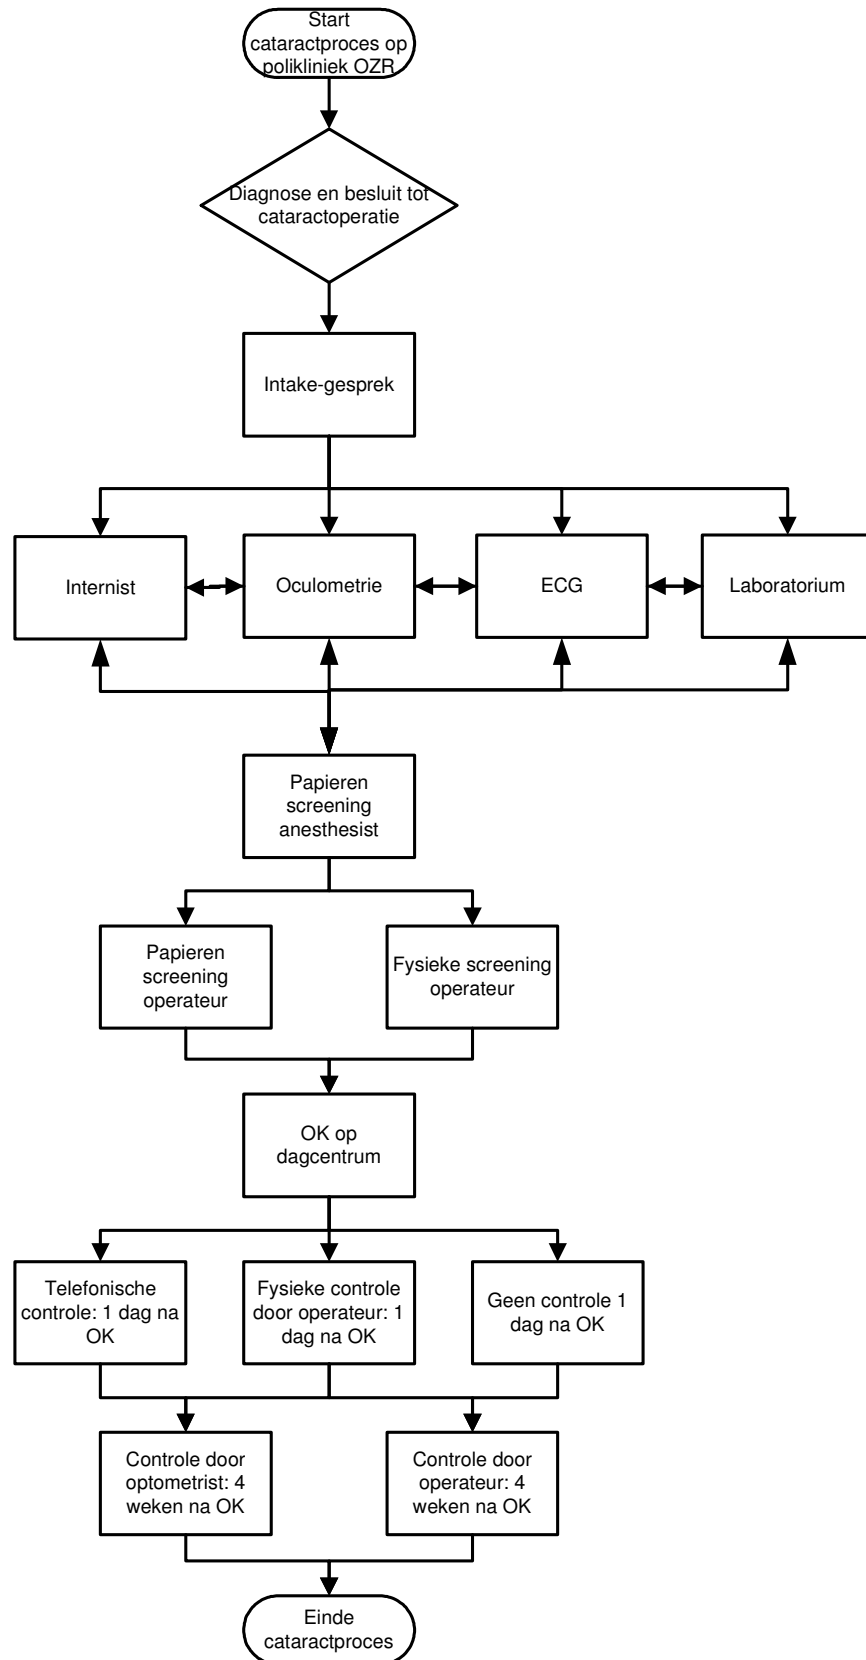 Start
cataractproces op
polikliniek OZR
Diagnose en besluit tot
cataractoperatie
Intake-gesprek
Internist
Oculometrie
ECG
Laboratorium
Papieren
screening
anesthesist
Papieren
screening
operateur
Fysieke screening
operateur
OK op
dagcentrum
Telefonische
controle: 1 dag na
OK
Fysieke controle
door operateur: 1
dag na OK
Geen controle 1
dag na OK
Controle door
optometrist: 4
weken na OK
Controle door
operateur: 4
weken na OK
Einde
cataractproces